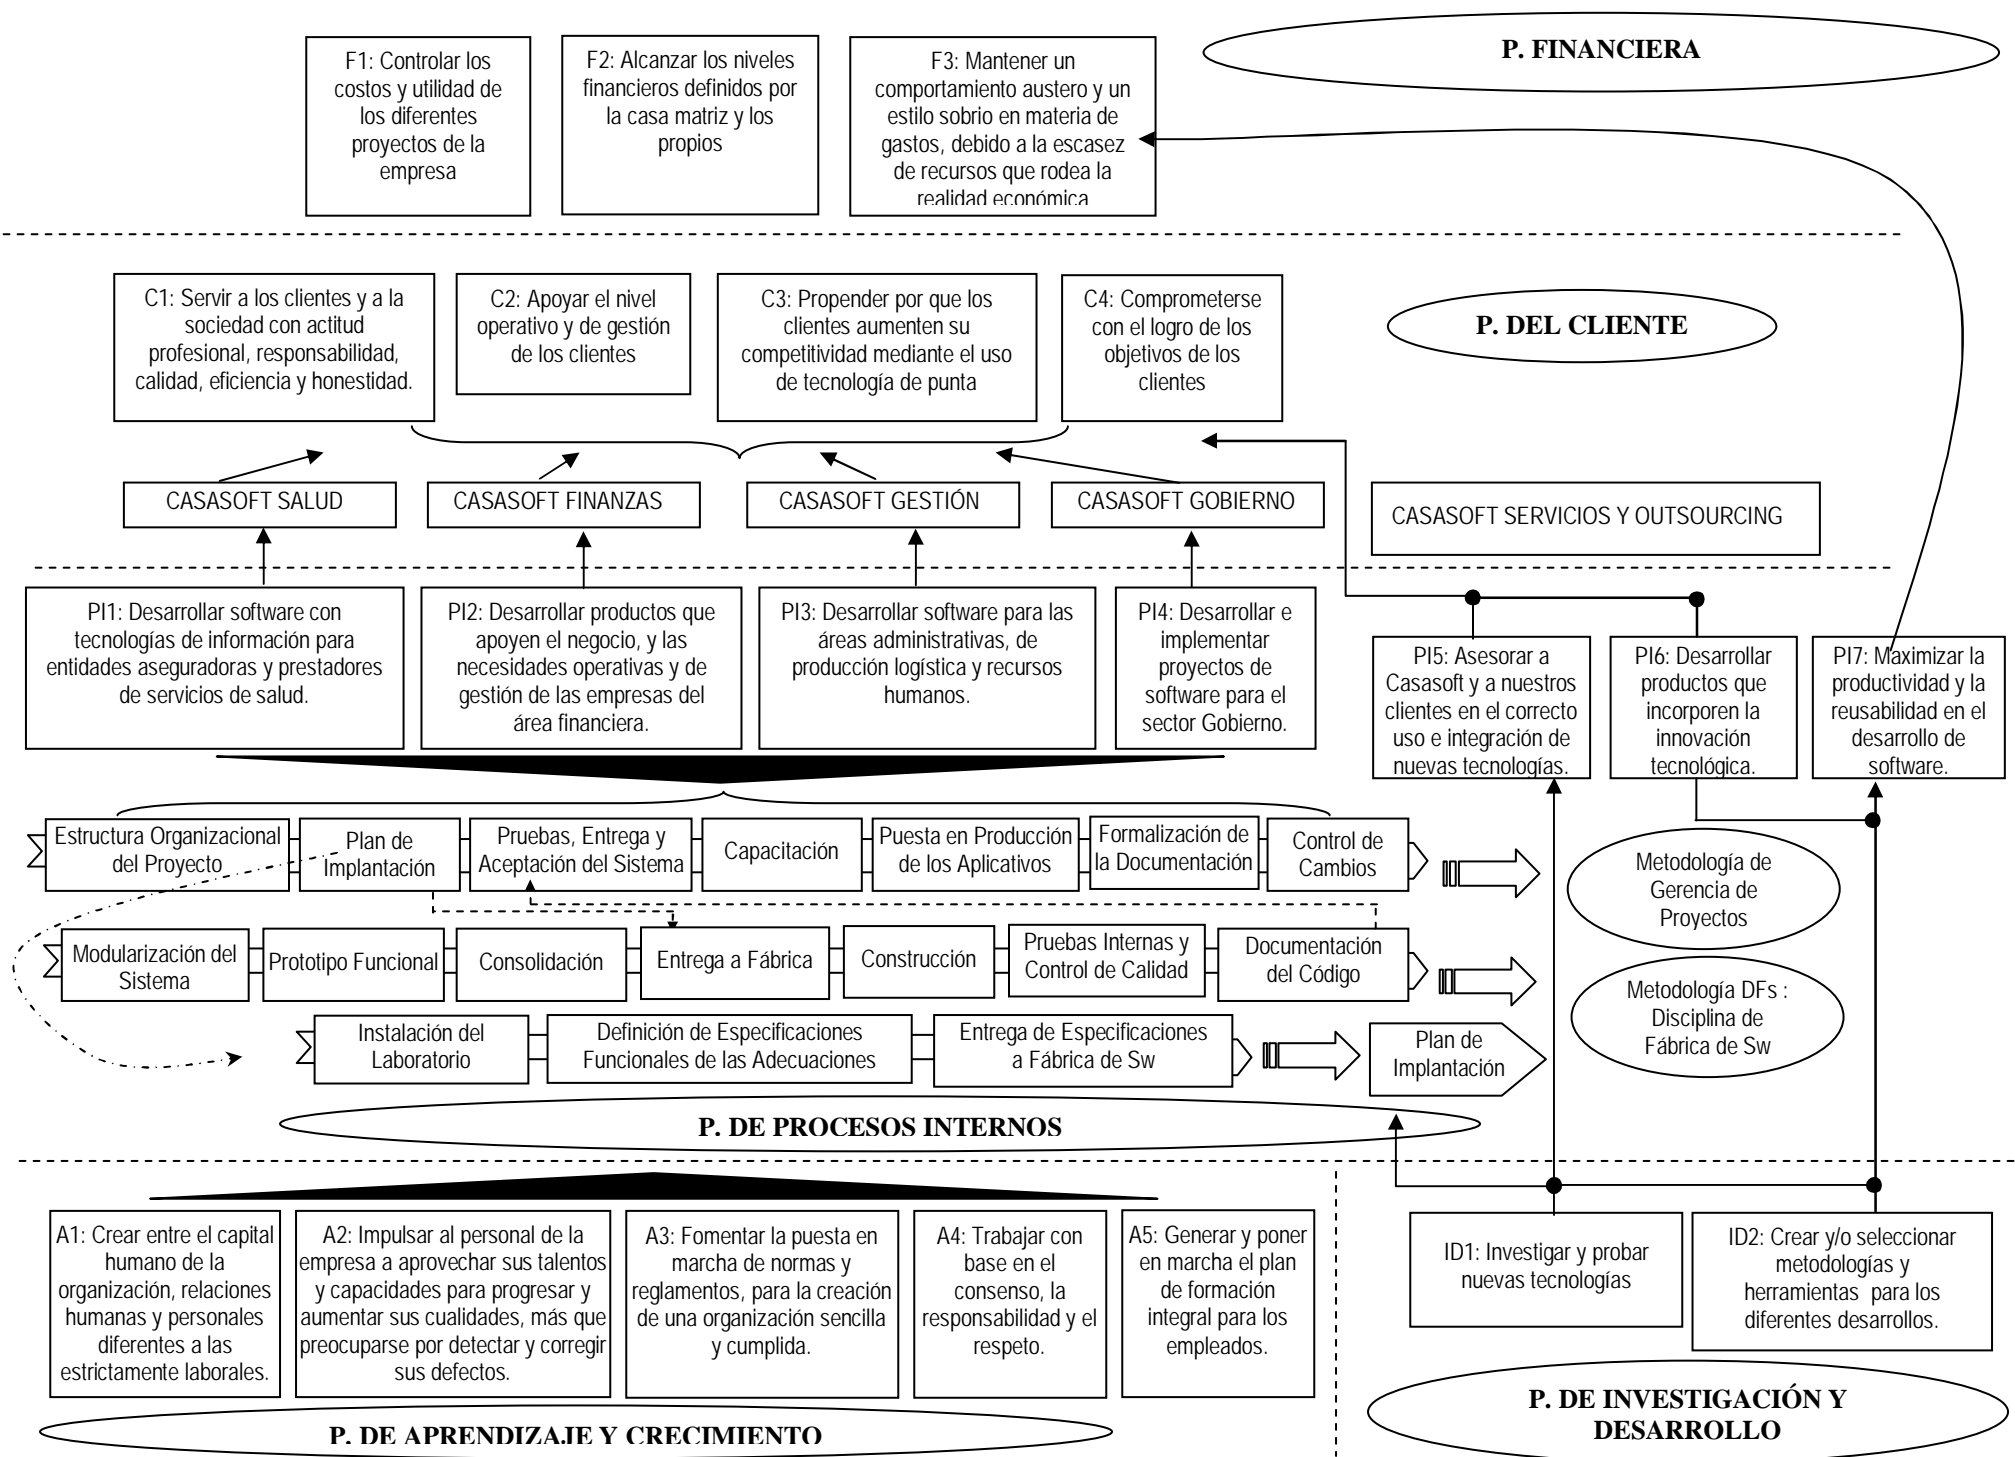 F1: Controlar los
costos y utilidad de
los diferentes
proyectos de la
empresa
F2: Alcanzar los niveles
financieros definidos por
la casa matriz y los
propios
F3: Mantener un
comportamiento austero y un
estilo sobrio en materia de
gastos, debido a la escasez
de recursos que rodea la
realidad económica
P. FINANCIERA
C1: Servir a los clientes y a la
sociedad con actitud
profesional, responsabilidad,
calidad, eficiencia y honestidad.
C2: Apoyar el nivel
operativo y de gestión
de los clientes
C3: Propender por que los
clientes aumenten su
competitividad mediante el uso
de tecnología de punta
C4: Comprometerse
con el logro de los
objetivos de los
clientes
P. DEL CLIENTE
CASASOFT SALUD
CASASOFT FINANZAS
CASASOFT GESTIÓN
CASASOFT GOBIERNO
CASASOFT SERVICIOS Y OUTSOURCING
PI1: Desarrollar software con
tecnologías de información para
entidades aseguradoras y prestadores
de servicios de salud.
PI2: Desarrollar productos que
apoyen el negocio, y las
necesidades operativas y de
gestión de las empresas del
área financiera.
PI3: Desarrollar software para las
áreas administrativas, de
producción logística y recursos
humanos.
PI4: Desarrollar e
implementar
proyectos de
software para el
sector Gobierno.
PI5: Asesorar a
Casasoft y a nuestros
clientes en el correcto
uso e integración de
nuevas tecnologías.
PI6: Desarrollar
productos que
incorporen la
innovación
tecnológica.
PI7: Maximizar la
productividad y la
reusabilidad en el
desarrollo de
software.
Estructura Organizacional
del Proyecto
Plan de
Implantación
Pruebas, Entrega y
Aceptación del Sistema
Capacitación
Puesta en Producción
de los Aplicativos
Formalización de
la Documentación
Control de
Cambios
Metodología de
Gerencia de
Proyectos
Modularización del
Sistema
Prototipo Funcional
Consolidación
Entrega a Fábrica
Construcción
Pruebas Internas y
Control de Calidad
Documentación
del Código
Metodología DFs :
Disciplina de
Fábrica de Sw
Instalación del
Laboratorio
Definición de Especificaciones
Funcionales de las Adecuaciones
Entrega de Especificaciones
a Fábrica de Sw
Plan de
Implantación
P. DE PROCESOS INTERNOS
A1: Crear entre el capital
humano de la
organización, relaciones
humanas y personales
diferentes a las
estrictamente laborales.
A2: Impulsar al personal de la
empresa a aprovechar sus talentos
y capacidades para progresar y
aumentar sus cualidades, más que
preocuparse por detectar y corregir
sus defectos.
A3: Fomentar la puesta en
marcha de normas y
reglamentos, para la creación
de una organización sencilla
y cumplida.
A4: Trabajar con
base en el
consenso, la
responsabilidad y el
respeto.
A5: Generar y poner
en marcha el plan
de formación
integral para los
empleados.
ID1: Investigar y probar
nuevas tecnologías
ID2: Crear y/o seleccionar
metodologías y
herramientas para los
diferentes desarrollos.
P. DE APRENDIZAJE Y CRECIMIENTO
P. DE INVESTIGACIÓN Y
DESARROLLO